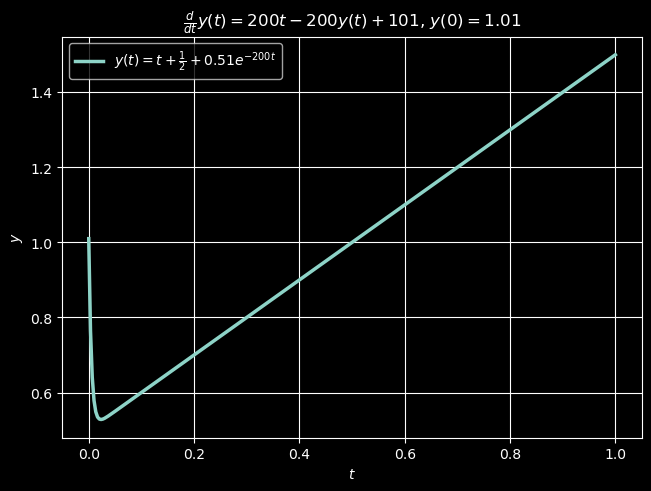 d/dt y(t) = 200t − 200y(t) + 101, y(0) = 1.01
y(t) = t + 1/2 + 0.51e^{−200t}
1.4
1.2
1.0
0.8
0.6
y
0.0 0.2 0.4 0.6 0.8 1.0
t